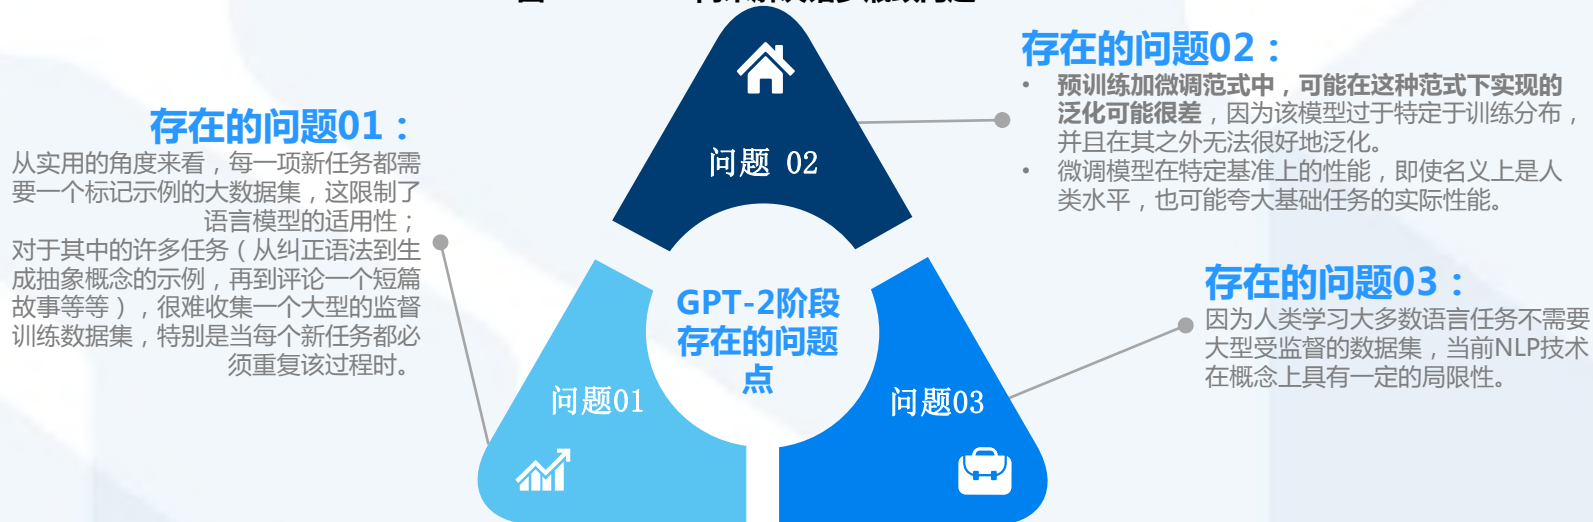 存在的问题01：
从实用的角度来看，每一项新任务都需
要一个标记示例的大数据集，这限制了
语言模型的适用性；
对于其中的许多任务（从纠正语法到生
成抽象概念的示例，再到评论一个短篇
故事等等），很难收集一个大型的监督
训练数据集，特别是当每个新任务都必
须重复该过程时。
问题 02
GPT-2阶段
存在的问题
点
问题01
问题03
存在的问题02：
• 预训练加微调范式中，可能在这种范式下实现的
泛化可能很差，因为该模型过于特定于训练分布，
并且在其之外无法很好地泛化。
• 微调模型在特定基准上的性能，即使名义上是人
类水平，也可能夸大基础任务的实际性能。
存在的问题03：
因为人类学习大多数语言任务不需要
大型受监督的数据集，当前NLP技术
在概念上具有一定的局限性。